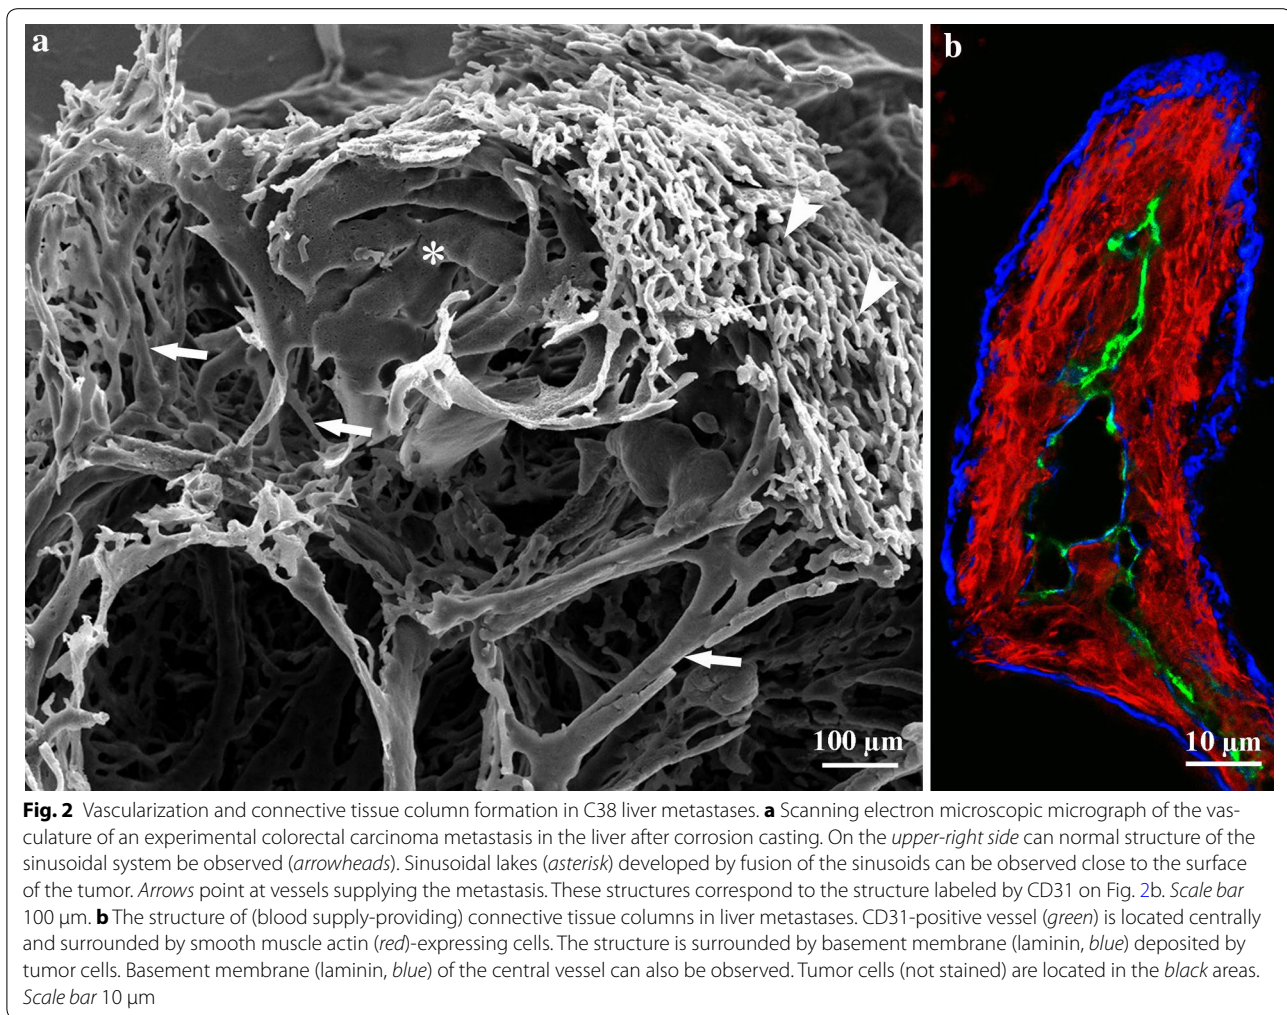 a
b
*
100 µm
10 µm
Fig. 2 Vascularization and connective tissue column formation in C38 liver metastases. a Scanning electron microscopic micrograph of the vas-
culature of an experimental colorectal carcinoma metastasis in the liver after corrosion casting. On the upper-right side can normal structure of the
sinusoidal system be observed (arrowheads). Sinusoidal lakes (asterisk) developed by fusion of the sinusoids can be observed close to the surface
of the tumor. Arrows point at vessels supplying the metastasis. These structures correspond to the structure labeled by CD31 on Fig. 2b. Scale bar
100 µm. b The structure of (blood supply-providing) connective tissue columns in liver metastases. CD31-positive vessel (green) is located centrally
and surrounded by smooth muscle actin (red)-expressing cells. The structure is surrounded by basement membrane (laminin, blue) deposited by
tumor cells. Basement membrane (laminin, blue) of the central vessel can also be observed. Tumor cells (not stained) are located in the black areas.
Scale bar 10 µm